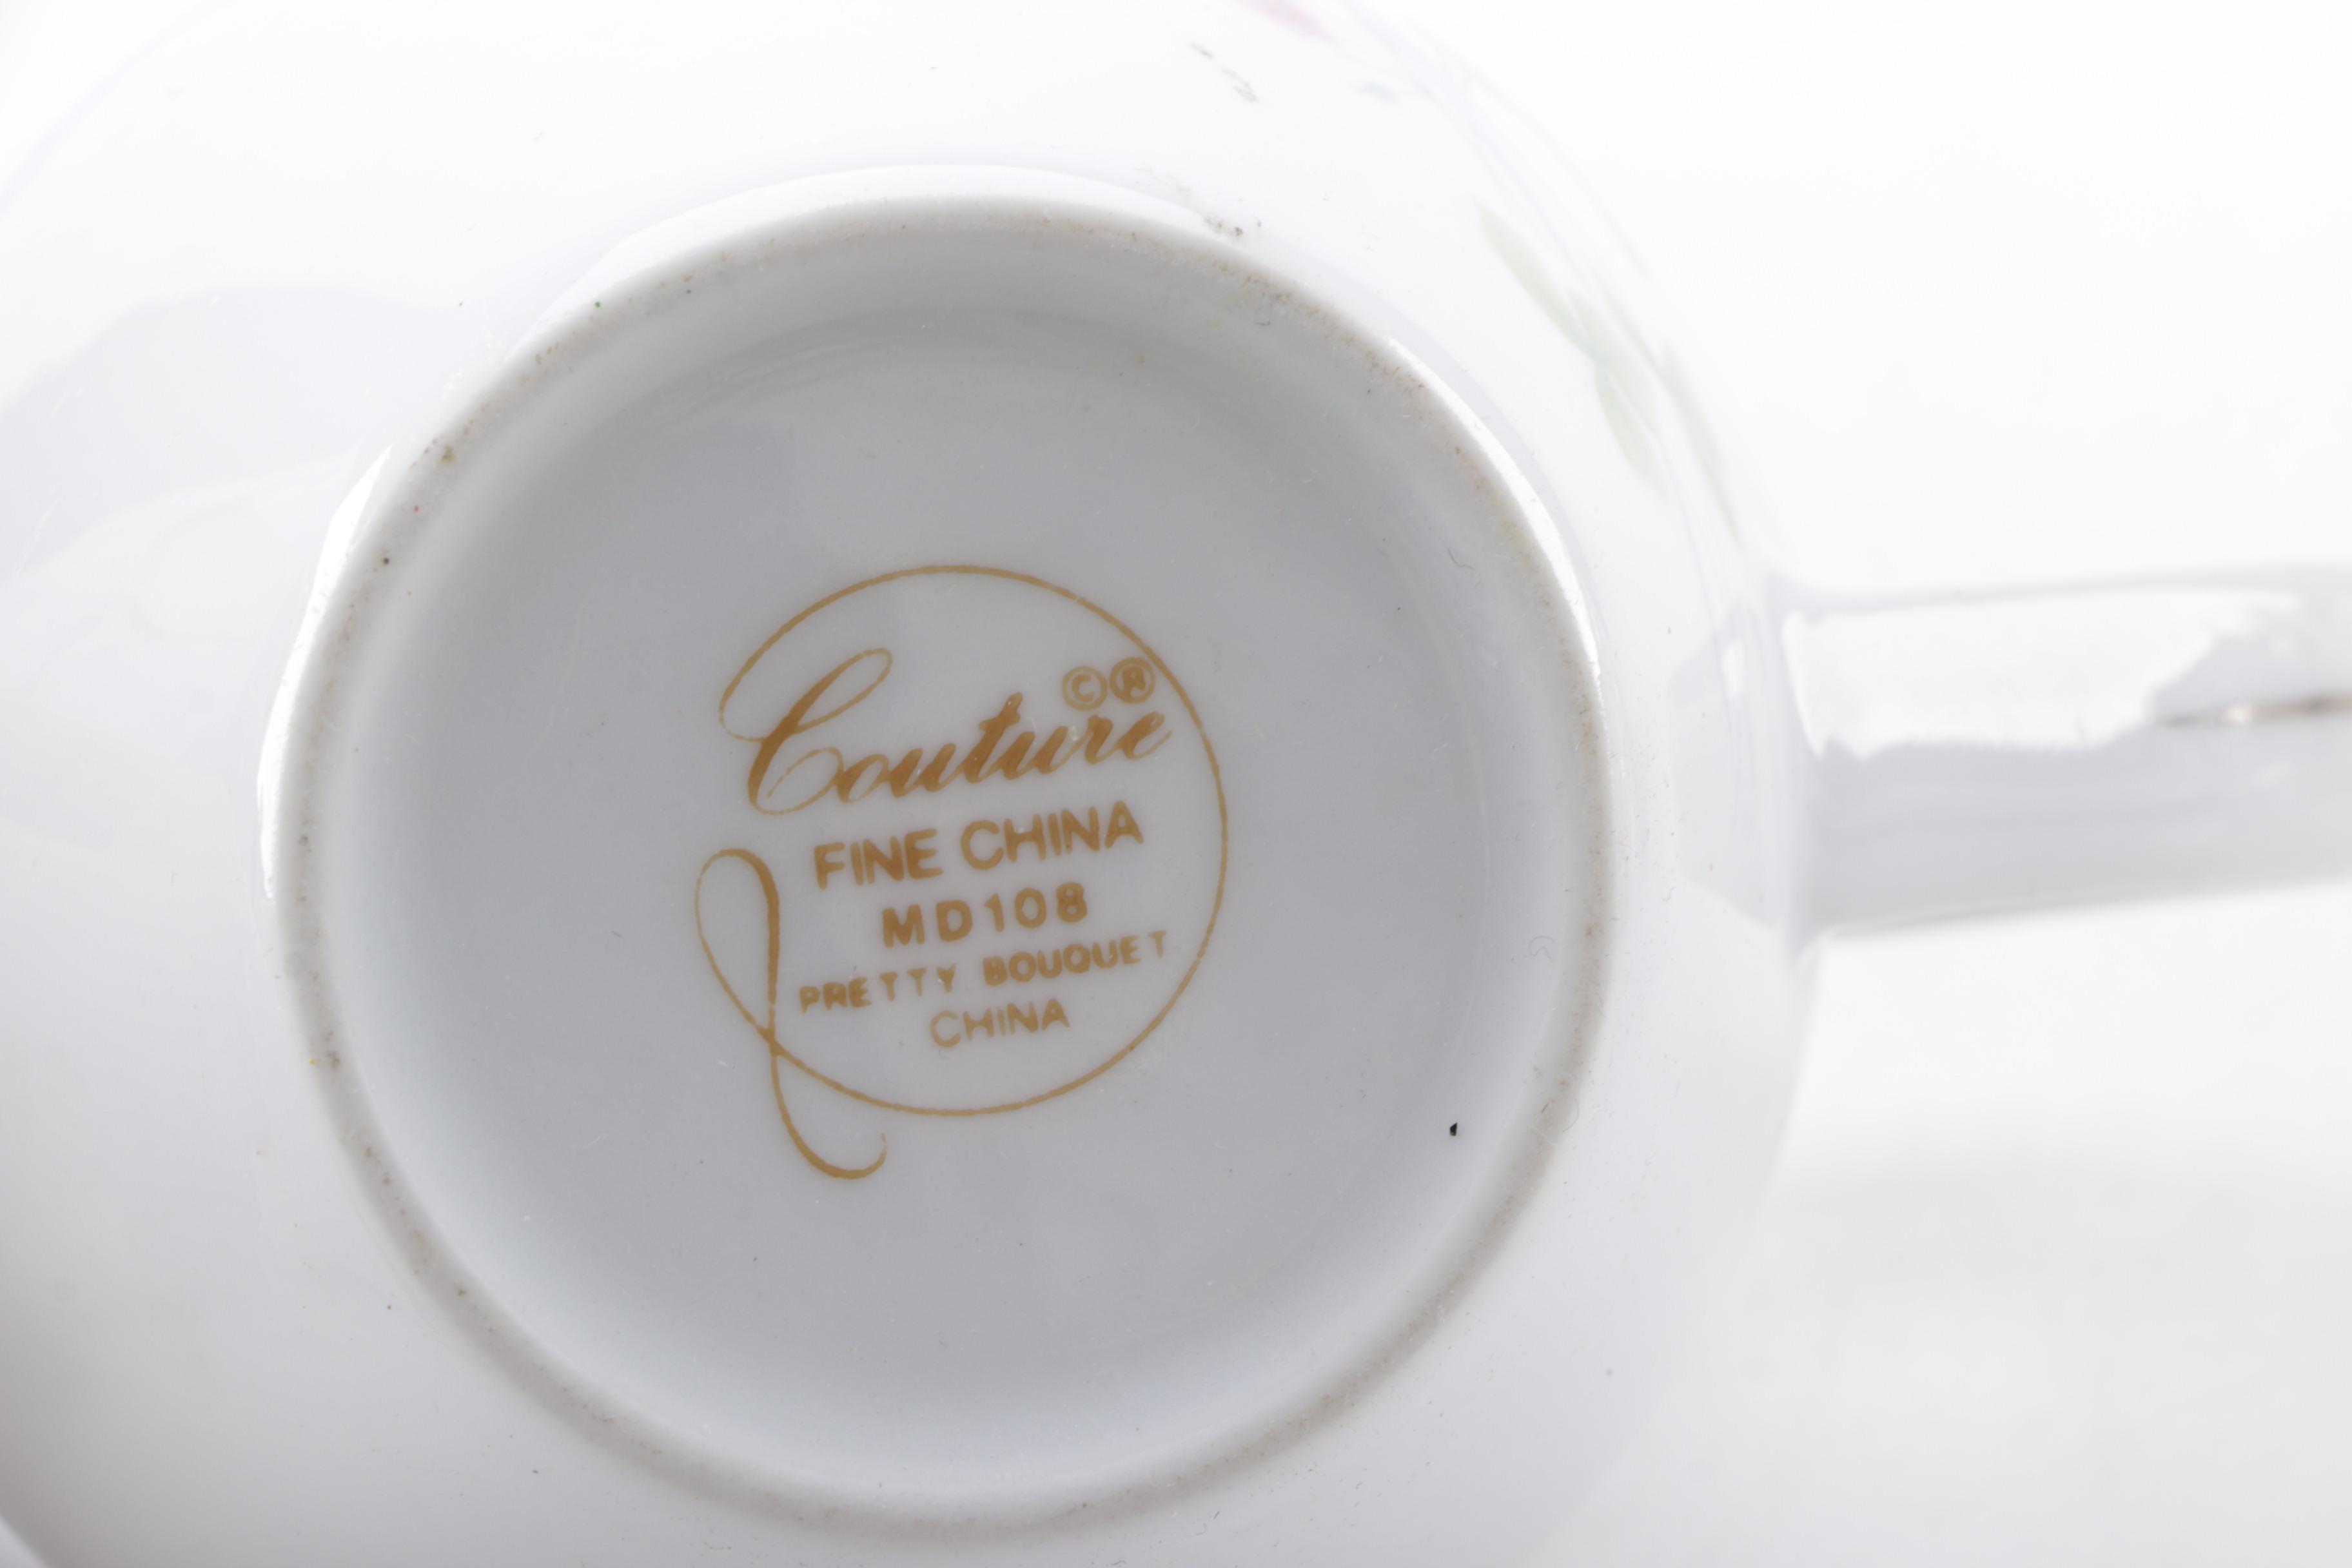 Couture ©®
FINE CHINA
MD108
PRETTY BOUQUET
CHINA